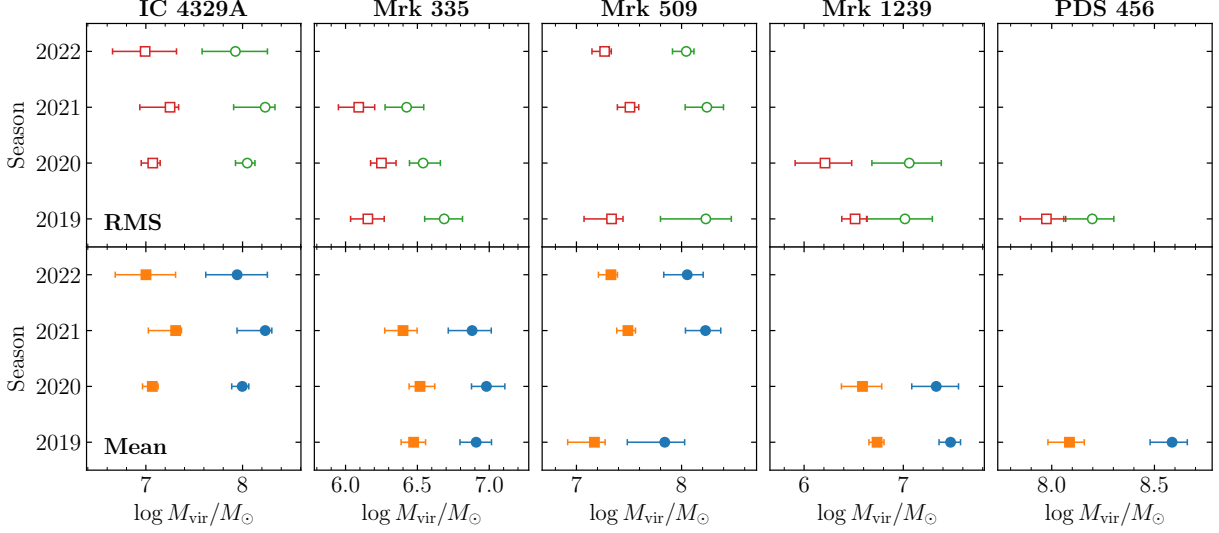 IC 4329A Mrk 335 Mrk 509 Mrk 1239 PDS 456
2022
2021
2020
2019
Season
RMS
2022
2021
2020
2019
Season
Mean
7 8 6.0 6.5 7.0 7 8 6 7 8.0 8.5
log M_vir/M_⊙ log M_vir/M_⊙ log M_vir/M_⊙ log M_vir/M_⊙ log M_vir/M_⊙